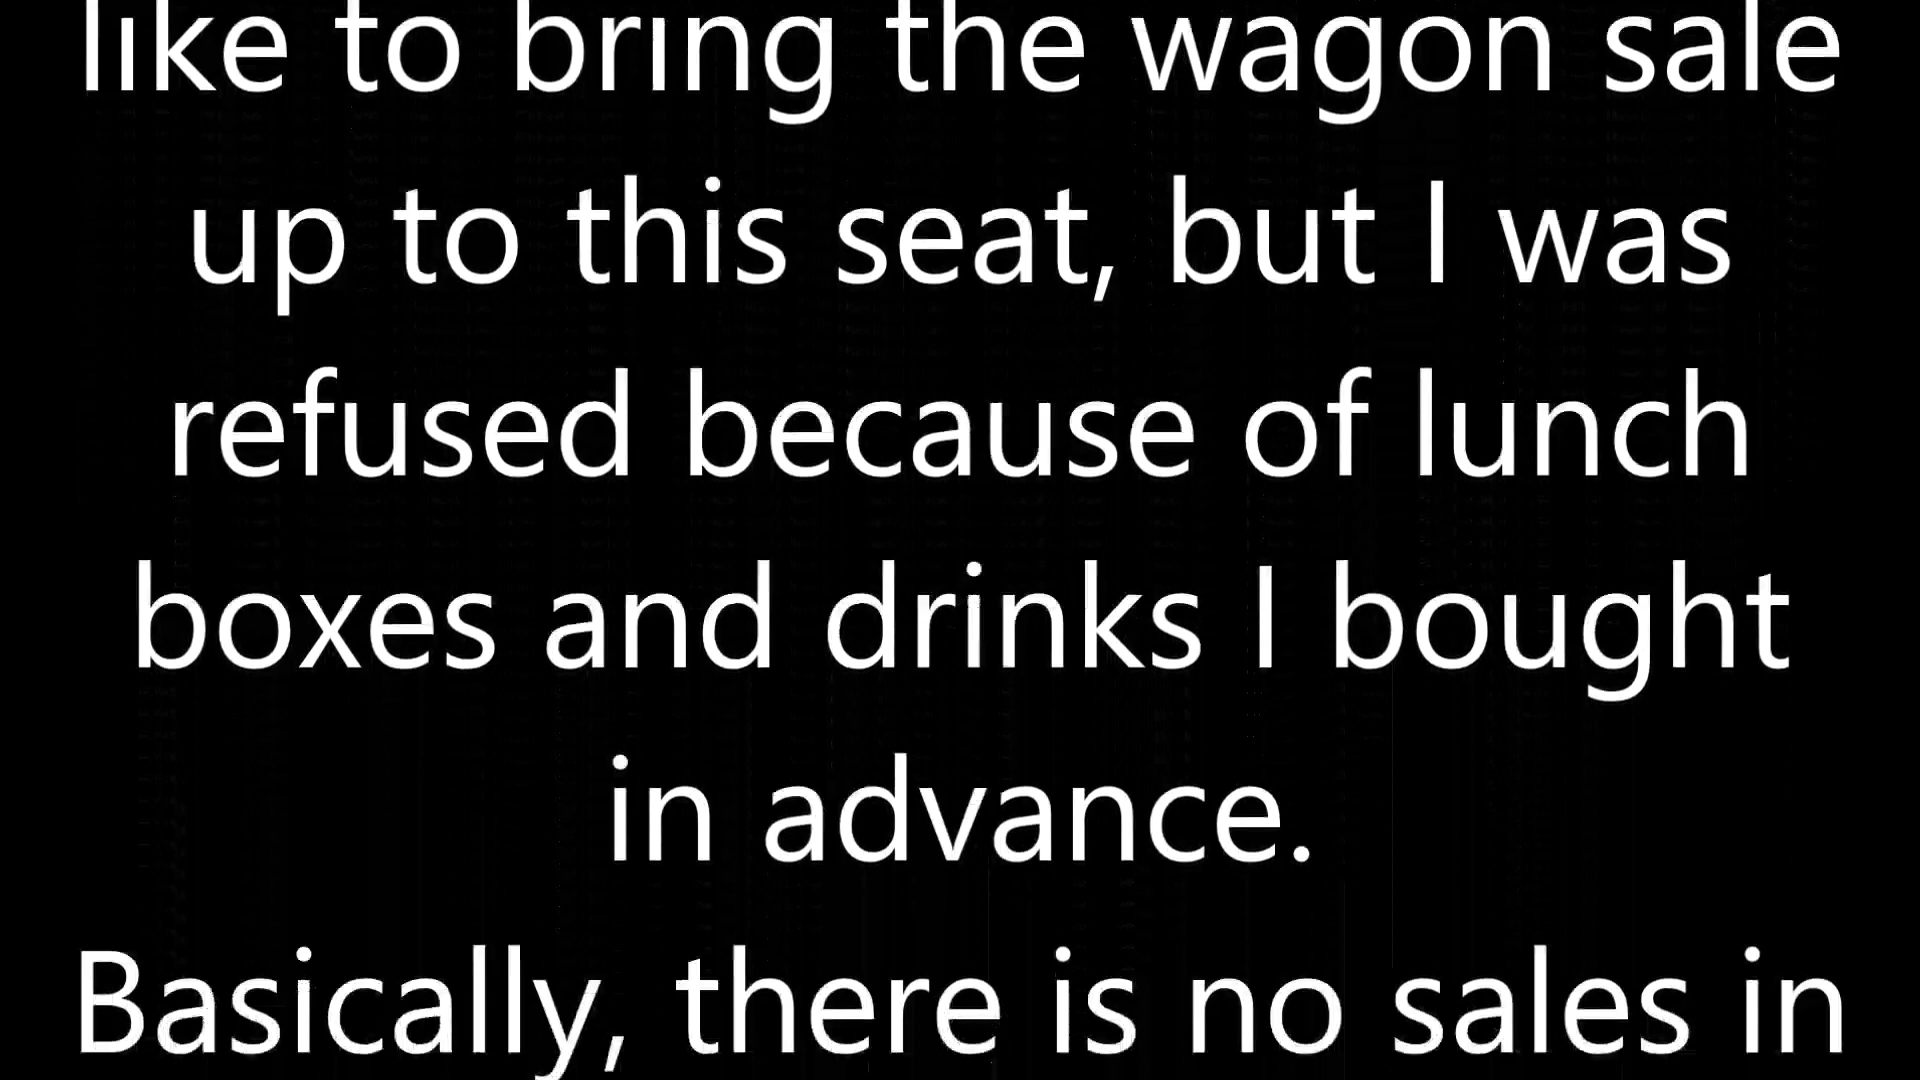 like to bring the wagon sale
up to this seat, but I was
refused because of lunch
boxes and drinks I bought
in advance.
Basically, there is no sales in